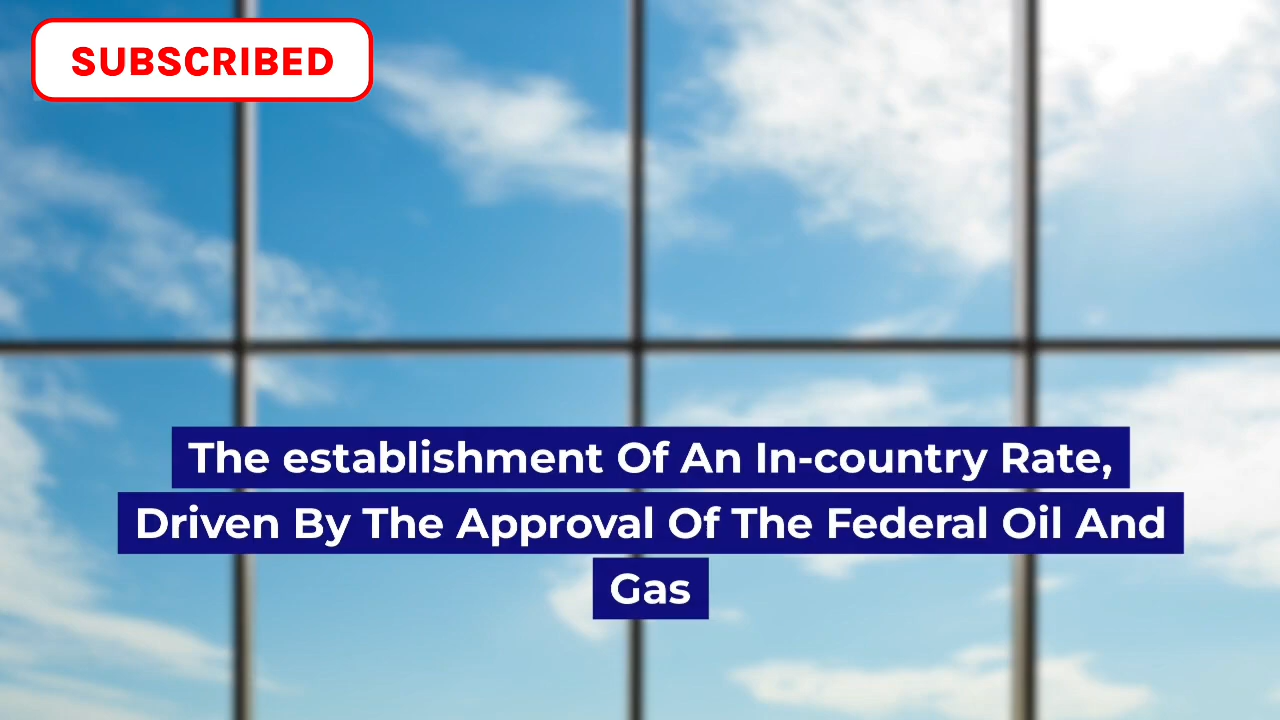 SUBSCRIBED
The establishment Of An In-country Rate,
Driven By The Approval Of The Federal Oil And
Gas